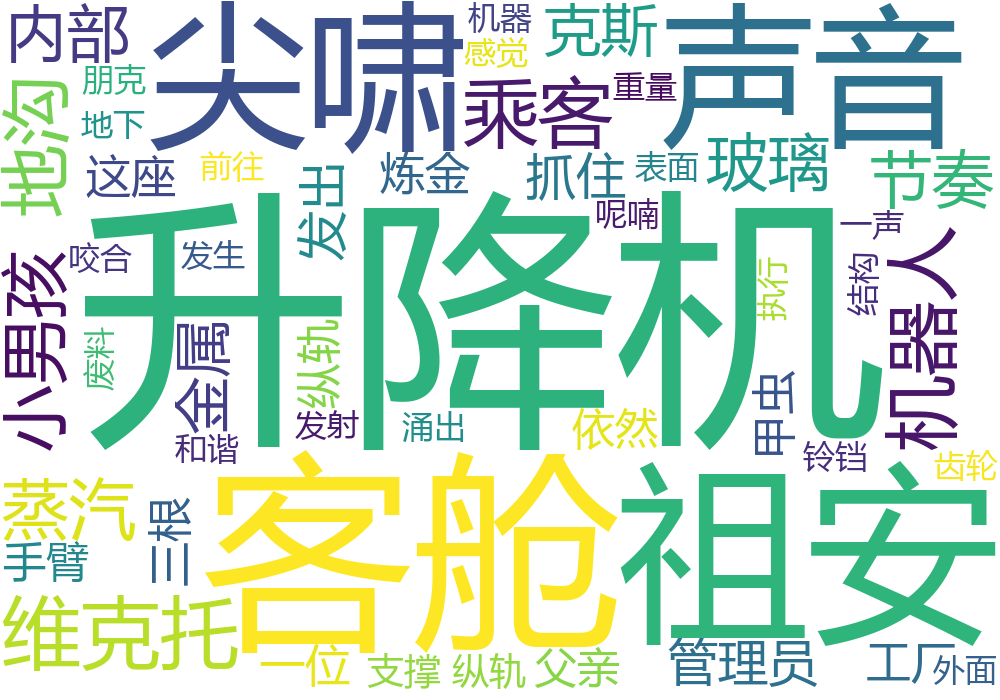 内部
尖啸
机器
感觉
克斯
声音
朋克
地下
地沟
乘客
重量
这座
前往
发出
炼金
抓住
表面
玻璃
节奏
升降机
呢喃
一声
咬合
发生
小男孩
执行
结构
机器人
废料
金属
纵轨
甲虫
和谐
发射
涌出
依然
铃铛
齿轮
客舱
祖安
蒸汽
三根
手臂
维克托
一位
支撑
纵轨
父亲
管理员
工厂
外面